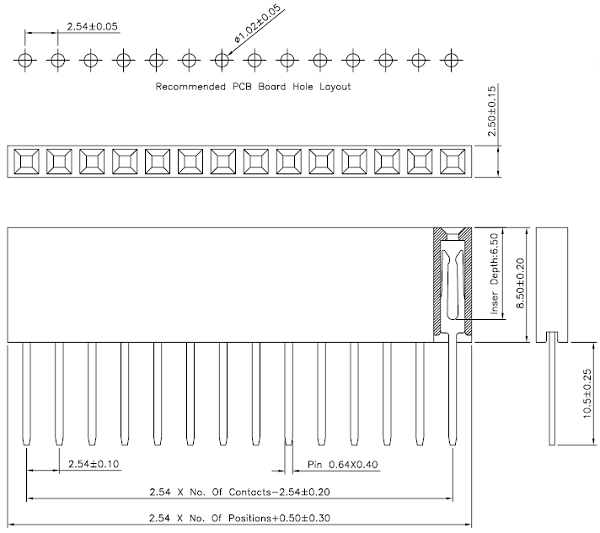 2.54±0.05
ø1.02±0.05
Recommended PCB Board Hole Layout
2.50±0.15
Inser Depth:6.50
8.50±0.20
10.5±0.25
2.54±0.10
Pin 0.64X0.40
2.54 X No. Of Contacts-2.54±0.20
2.54 X No. Of Positions+0.50±0.30